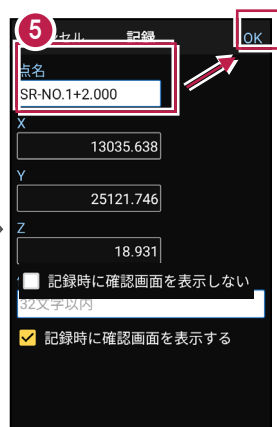 5
セル 記録 OK
点名
SR-NO.1+2.000
X
13035.638
Y
25121.746
Z
18.931
記録時に確認画面を表示しない
32文字以内
記録時に確認画面を表示する